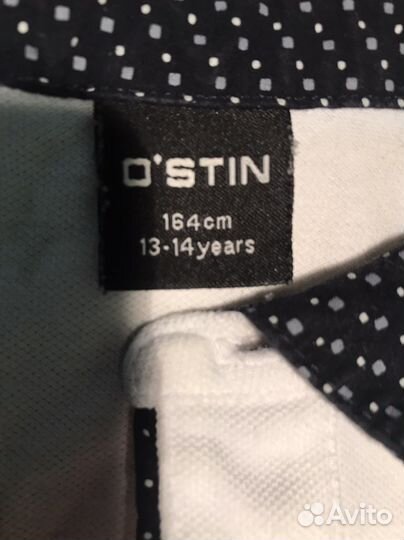 O'STIN
164cm
13-14years
Avito